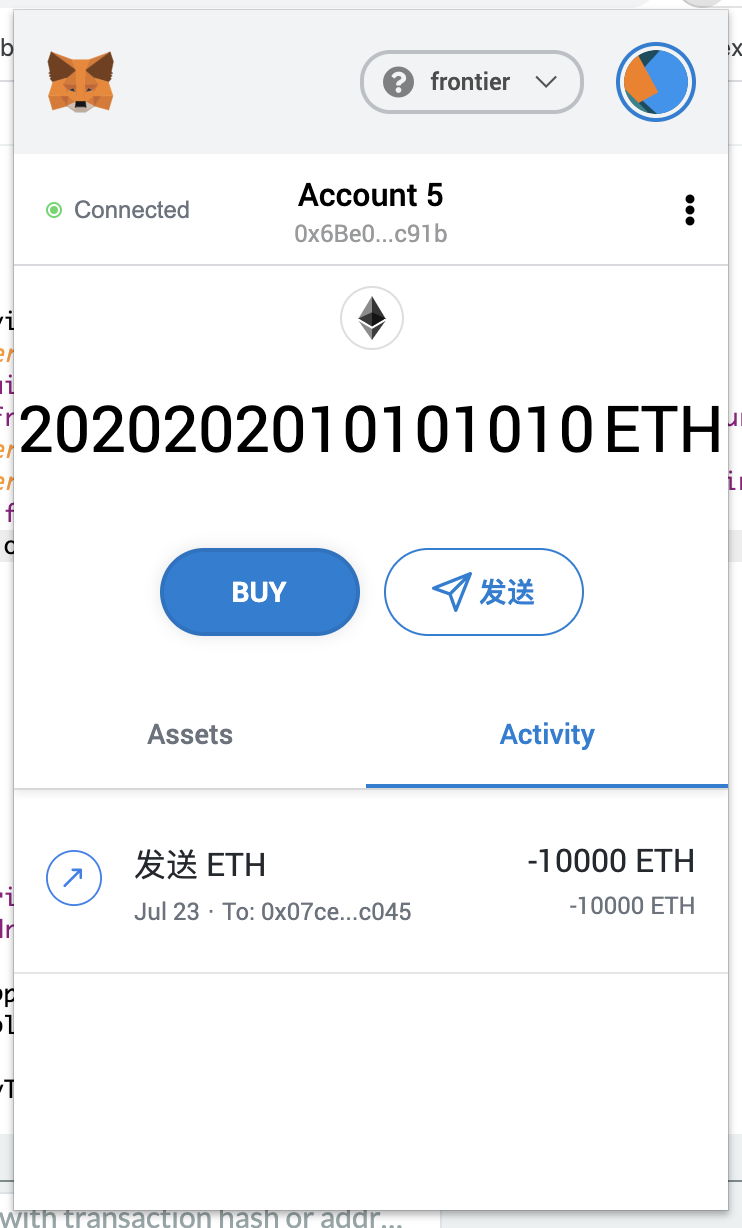 frontier
Connected
Account 5
0x6Be0...c91b
2020202010101010 ETH
BUY
发送
Assets
Activity
发送 ETH
-10000 ETH
Jul 23 · To: 0x07ce...c045
-10000 ETH
with transaction hash or addr...